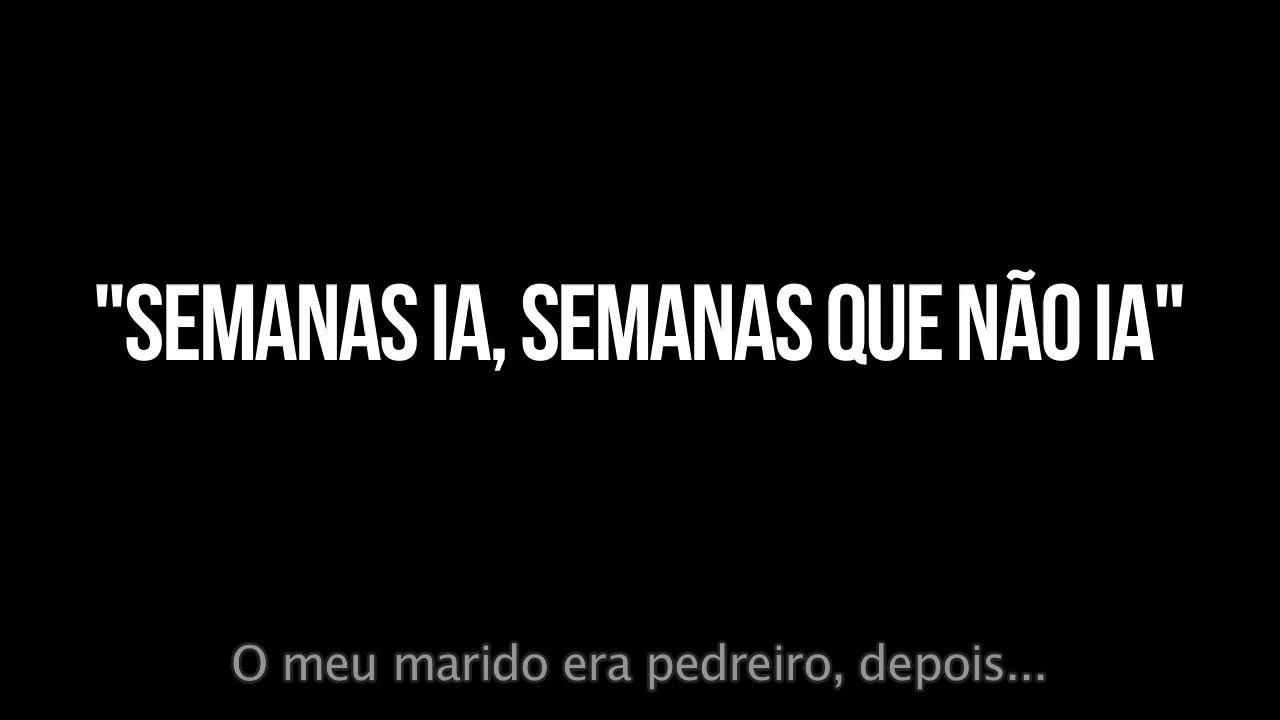 "SEMANAS IA, SEMANAS QUE NÃO IA"
O meu marido era pedreiro, depois...